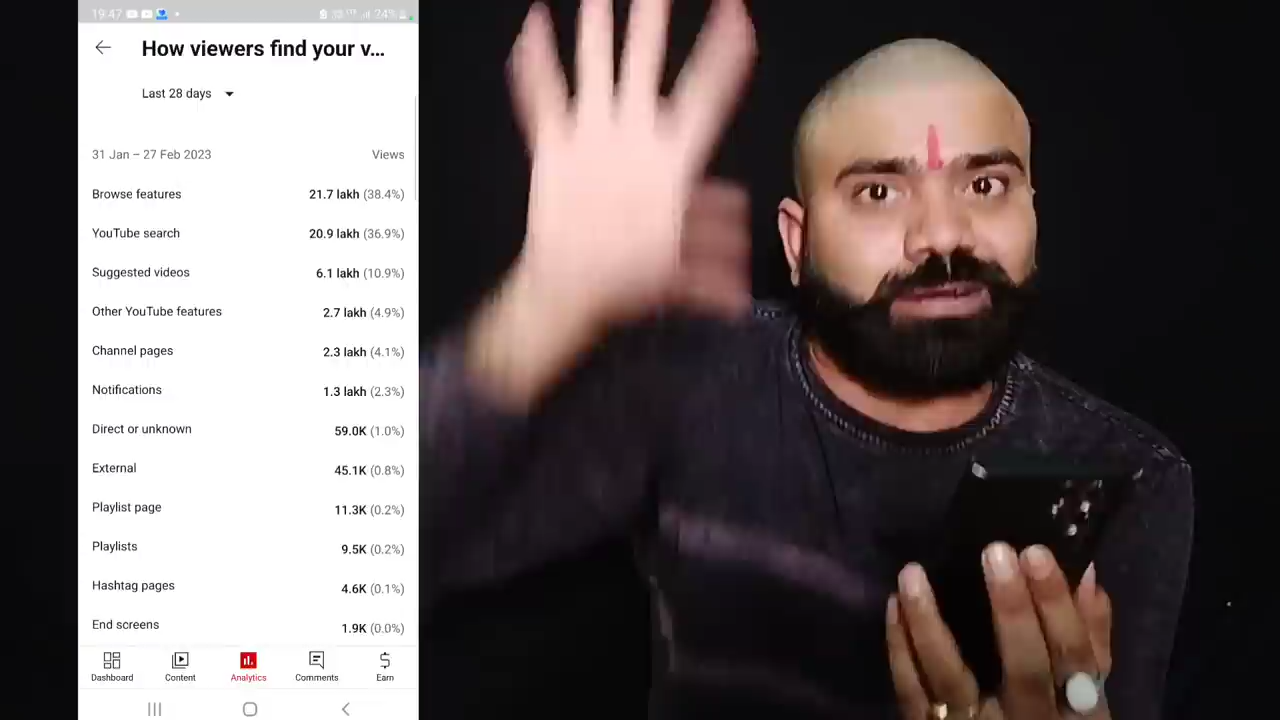 19:47
24%
How viewers find your v...
Last 28 days
31 Jan – 27 Feb 2023 Views
Browse features 21.7 lakh (38.4%)
YouTube search 20.9 lakh (36.9%)
Suggested videos 6.1 lakh (10.9%)
Other YouTube features 2.7 lakh (4.9%)
Channel pages 2.3 lakh (4.1%)
Notifications 1.3 lakh (2.3%)
Direct or unknown 59.0K (1.0%)
External 45.1K (0.8%)
Playlist page 11.3K (0.2%)
Playlists 9.5K (0.2%)
Hashtag pages 4.6K (0.1%)
End screens 1.9K (0.0%)
Dashboard Content Analytics Comments Earn